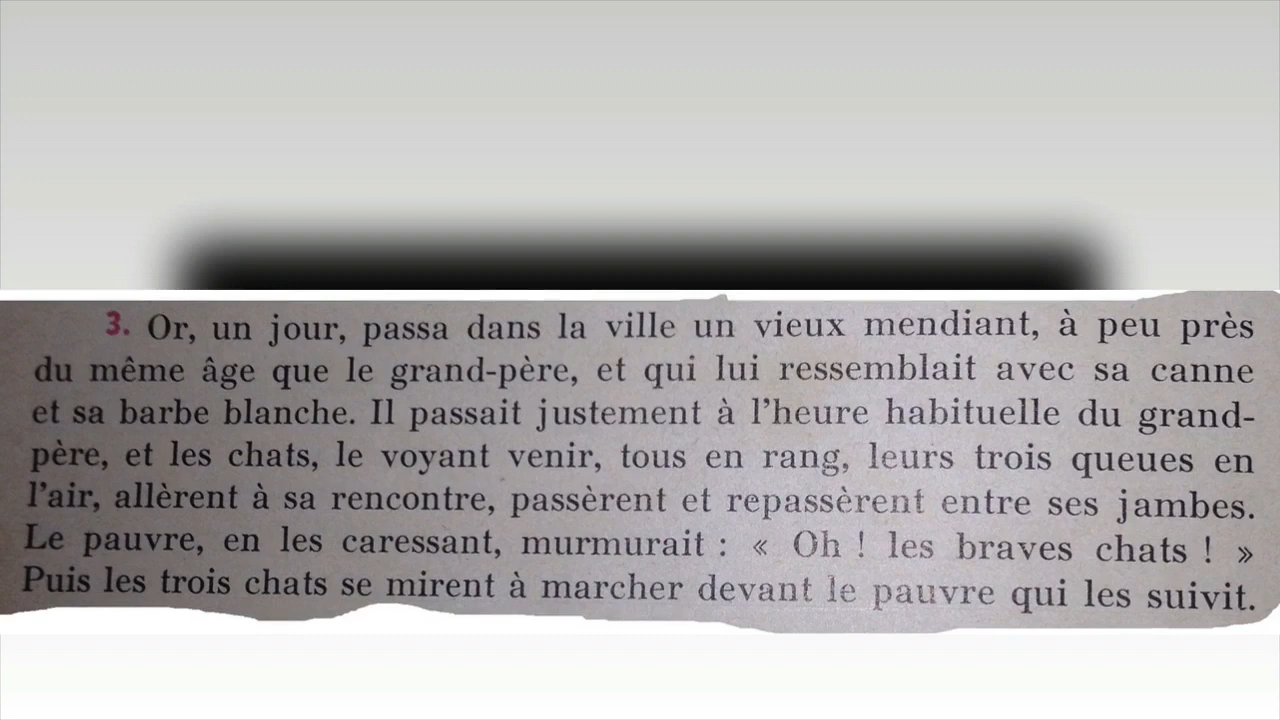 3. Or, un jour, passa dans la ville un vieux mendiant, à peu près
du même âge que le grand-père, et qui lui ressemblait avec sa canne
et sa barbe blanche. Il passait justement à l'heure habituelle du grand-
père, et les chats, le voyant venir, tous en rang, leurs trois queues en
l'air, allèrent à sa rencontre, passèrent et repassèrent entre ses jambes.
Le pauvre, en les caressant, murmurait : « Oh ! les braves chats ! »
Puis les trois chats se mirent à marcher devant le pauvre qui les suivit.